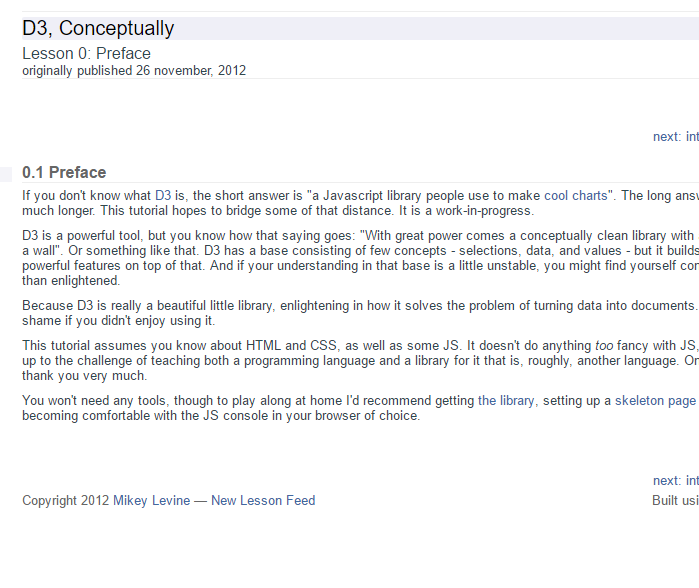 D3, Conceptually
Lesson 0: Preface
originally published 26 november, 2012
next: int
0.1 Preface
If you don't know what D3 is, the short answer is "a Javascript library people use to make cool charts". The long answ
much longer. This tutorial hopes to bridge some of that distance. It is a work-in-progress.
D3 is a powerful tool, but you know how that saying goes: "With great power comes a conceptually clean library with
a wall". Or something like that. D3 has a base consisting of few concepts - selections, data, and values - but it builds
powerful features on top of that. And if your understanding in that base is a little unstable, you might find yourself cor
than enlightened.
Because D3 is really a beautiful little library, enlightening in how it solves the problem of turning data into documents.
shame if you didn't enjoy using it.
This tutorial assumes you know about HTML and CSS, as well as some JS. It doesn't do anything too fancy with JS,
up to the challenge of teaching both a programming language and a library for it that is, roughly, another language. Or
thank you very much.
You won't need any tools, though to play along at home I'd recommend getting the library, setting up a skeleton page
becoming comfortable with the JS console in your browser of choice.
next: int
Copyright 2012 Mikey Levine — New Lesson Feed
Built usi